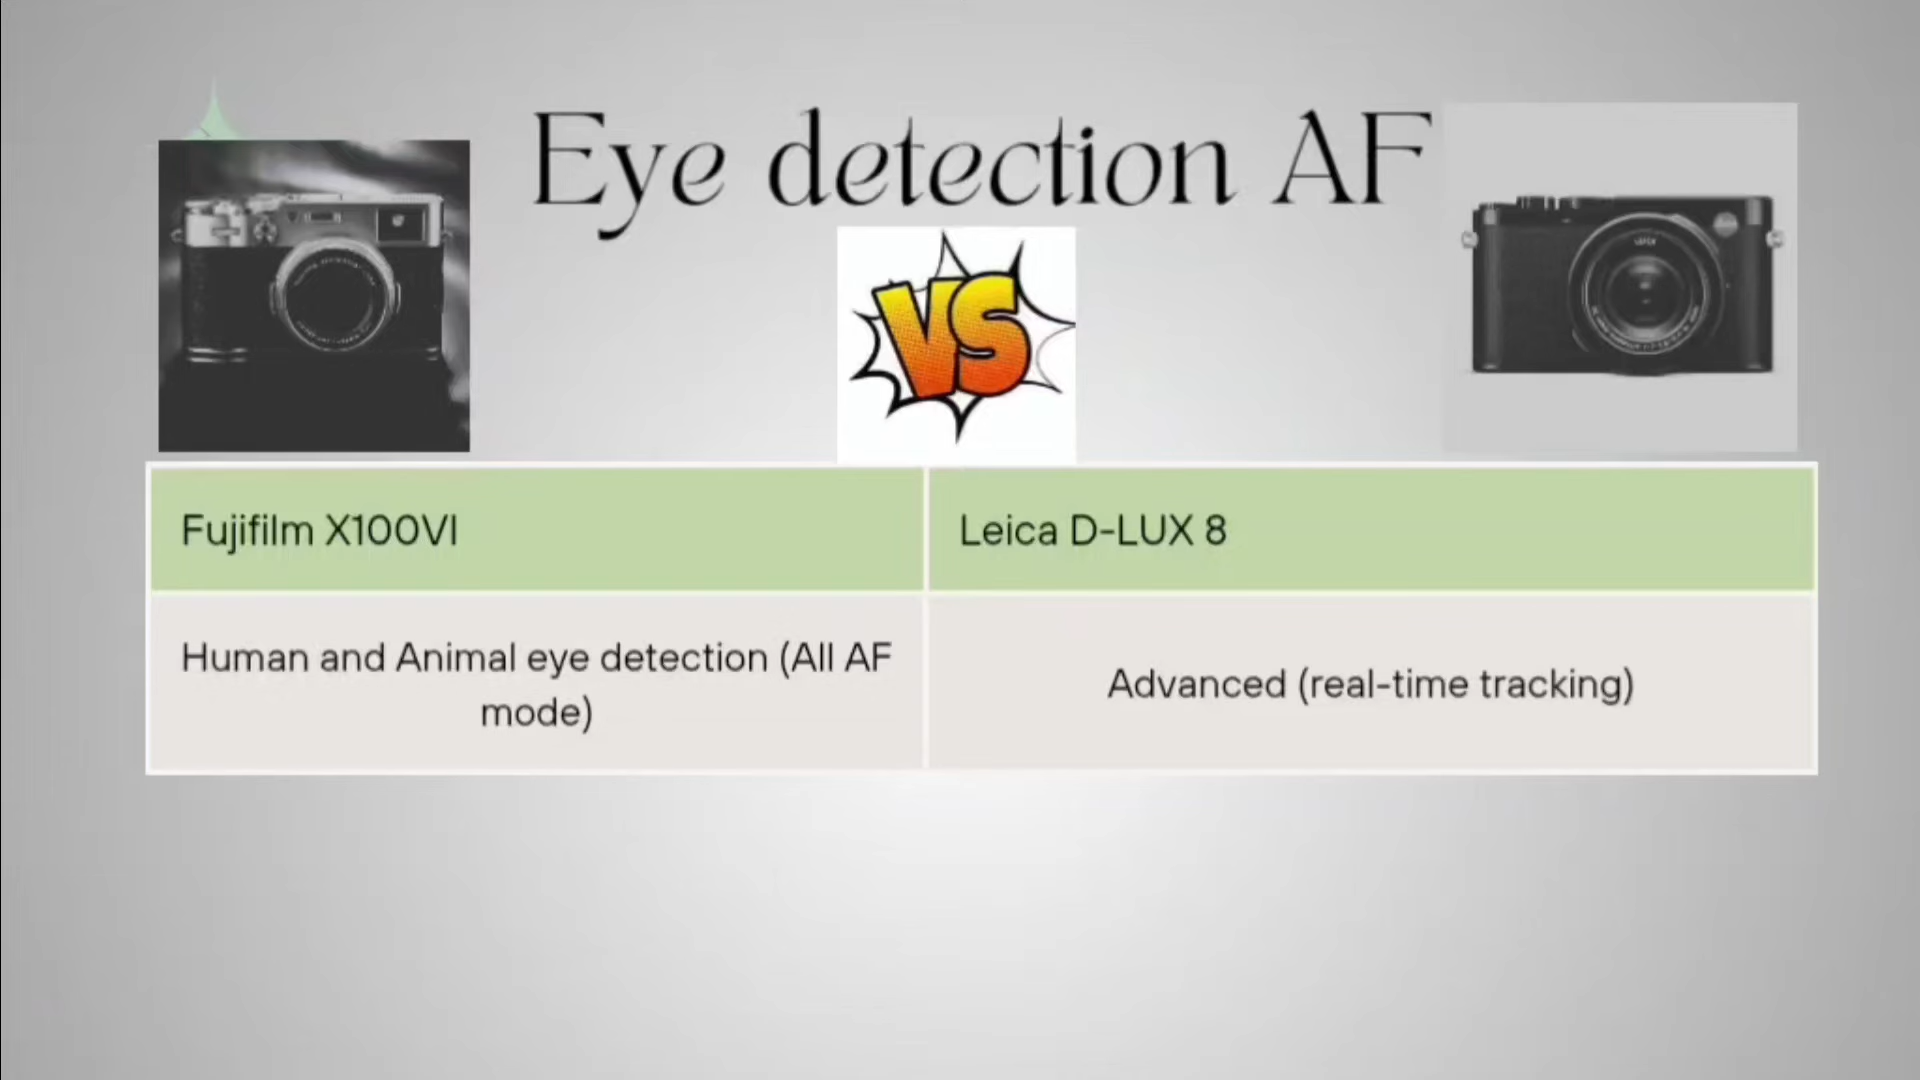 Eye detection AF
VS
Fujifilm X100VI
Leica D-LUX 8
Human and Animal eye detection (All AF
mode)
Advanced (real-time tracking)